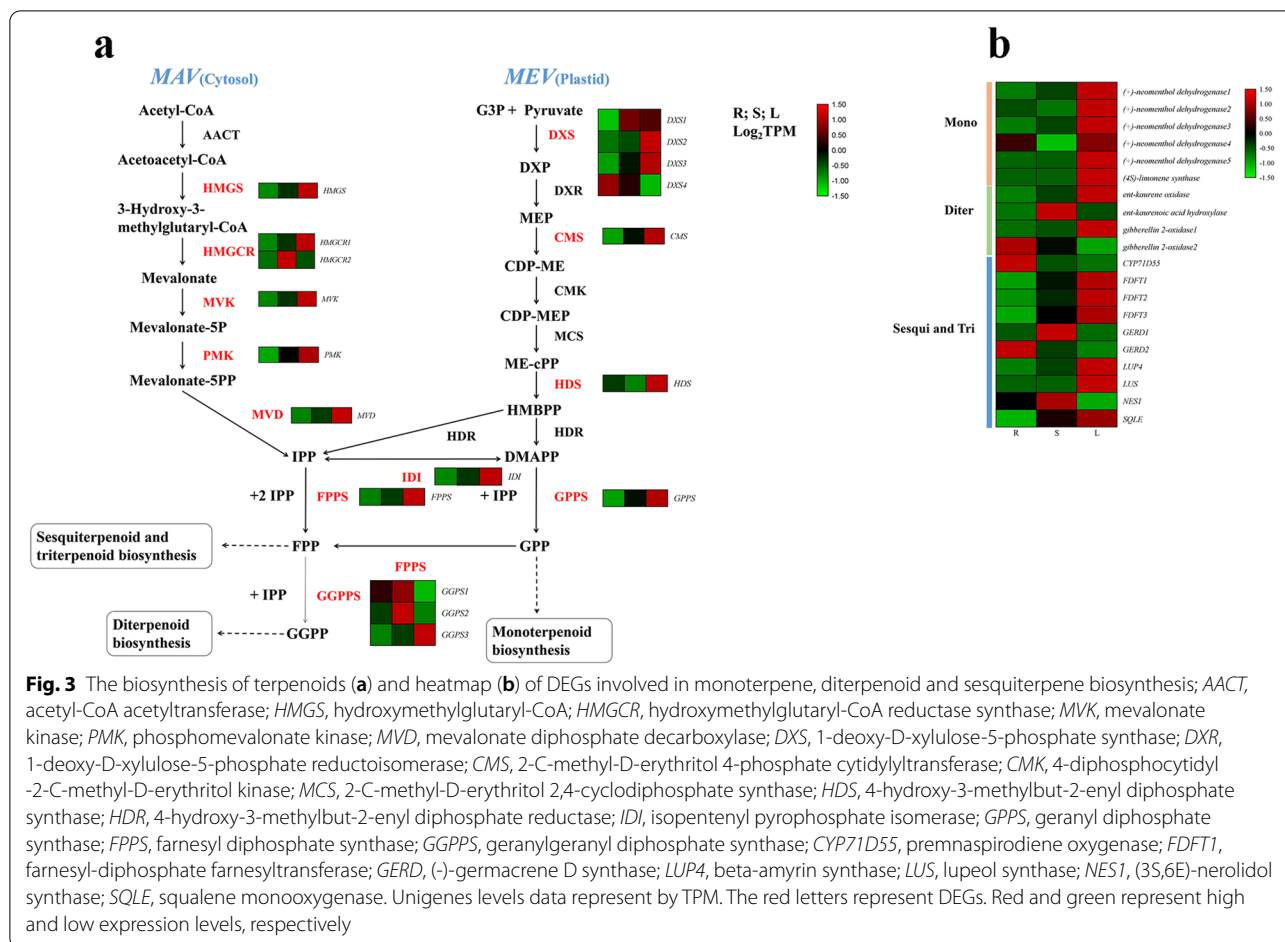 a
b
MAV(Cytosol)
MEV(Plastid)
Acetyl-CoA
AACT
Acetoacetyl-CoA
HMGS
HMGS
3-Hydroxy-3-
methylglutaryl-CoA
HMGCR
HMGCR1
HMGCR2
Mevalonate
MVK
MVK
Mevalonate-5P
PMK
PMK
Mevalonate-5PP
MVD
MVD
IPP
G3P + Pyruvate
DXS
DXS1
DXS2
DXS3
DXS4
DXP
DXR
MEP
CMS
CMS
CDP-ME
CMK
CDP-MEP
MCS
ME-cPP
HDS
HDS
HMBPP
HDR
HDR
DMAPP
IDI
IDI
+2 IPP
FPPS
FPPS
+ IPP
GPPS
GPPS
Sesquiterpenoid and
triterpenoid biosynthesis
FPP
GPP
FPPS
+ IPP
GGPPS
GGPS1
GGPS2
GGPS3
Diterpenoid
biosynthesis
GGPP
Monoterpenoid
biosynthesis
R; S; L
Log2TPM
1.50
1.00
0.50
0.00
-0.50
-1.00
-1.50
Mono
Diter
Sesqui and Tri
(+)-neomenthol dehydrogenase1
(+)-neomenthol dehydrogenase2
(+)-neomenthol dehydrogenase3
(+)-neomenthol dehydrogenase4
(+)-neomenthol dehydrogenase5
(4S)-limonene synthase
ent-kaurene oxidase
ent-kaurenoic acid hydroxylase
gibberellin 2-oxidase1
gibberellin 2-oxidase2
CYP71D55
FDFT1
FDFT2
FDFT3
GERD1
GERD2
LUP4
LUS
NES1
SQLE
R S L
1.50
1.00
0.50
0.00
-0.50
-1.00
-1.50
Fig. 3 The biosynthesis of terpenoids (a) and heatmap (b) of DEGs involved in monoterpene, diterpenoid and sesquiterpene biosynthesis; AACT,
acetyl-CoA acetyltransferase; HMGS, hydroxymethylglutaryl-CoA; HMGCR, hydroxymethylglutaryl-CoA reductase synthase; MVK, mevalonate
kinase; PMK, phosphomevalonate kinase; MVD, mevalonate diphosphate decarboxylase; DXS, 1-deoxy-D-xylulose-5-phosphate synthase; DXR,
1-deoxy-D-xylulose-5-phosphate reductoisomerase; CMS, 2-C-methyl-D-erythritol 4-phosphate cytidylyltransferase; CMK, 4-diphosphocytidyl
-2-C-methyl-D-erythritol kinase; MCS, 2-C-methyl-D-erythritol 2,4-cyclodiphosphate synthase; HDS, 4-hydroxy-3-methylbut-2-enyl diphosphate
synthase; HDR, 4-hydroxy-3-methylbut-2-enyl diphosphate reductase; IDI, isopentenyl pyrophosphate isomerase; GPPS, geranyl diphosphate
synthase; FPPS, farnesyl diphosphate synthase; GGPPS, geranylgeranyl diphosphate synthase; CYP71D55, premnaspirodiene oxygenase; FDFT1,
farnesyl-diphosphate farnesyltransferase; GERD, (-)-germacrene D synthase; LUP4, beta-amyrin synthase; LUS, lupeol synthase; NES1, (3S,6E)-nerolidol
synthase; SQLE, squalene monooxygenase. Unigenes levels data represent by TPM. The red letters represent DEGs. Red and green represent high
and low expression levels, respectively